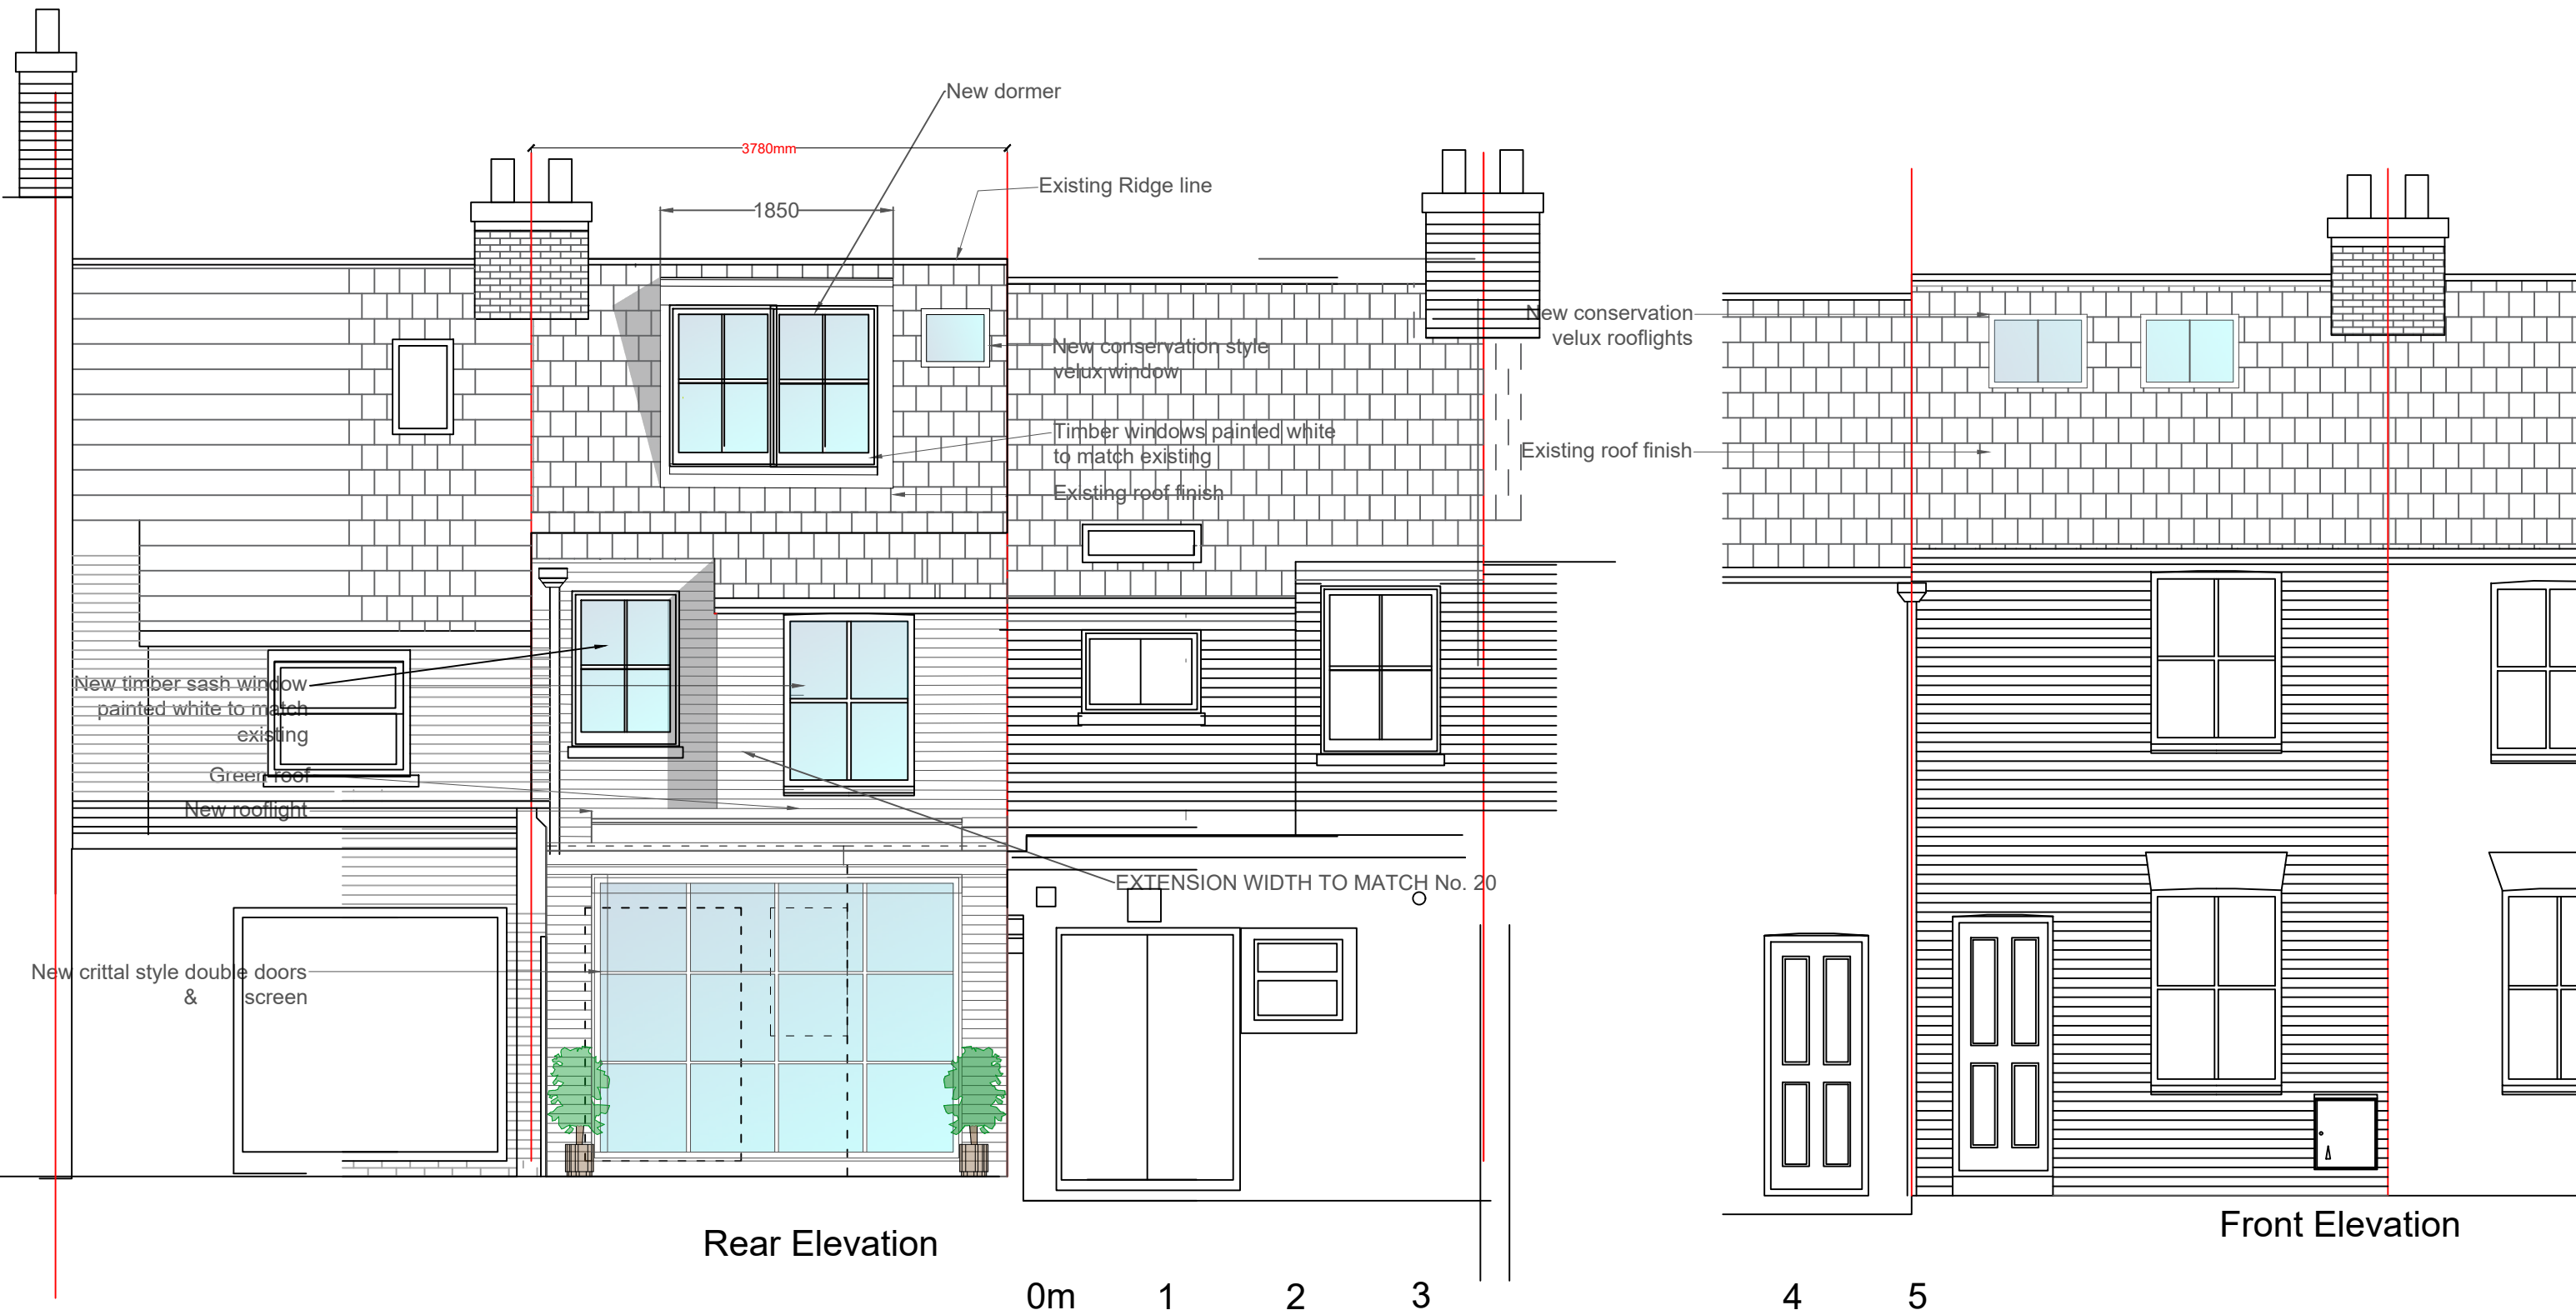 New dormer
3780mm
Existing Ridge line
1850
New conservation style
velux window
New conservation
velux rooflights
Timber windows painted white
to match existing
Existing roof finish
Existing roof finish
New timber sash window
painted white to match
existing
Green roof
New rooflight
EXTENSION WIDTH TO MATCH No. 20
New crittal style double doors
& screen
Rear Elevation
Front Elevation
0m 1 2 3 4 5